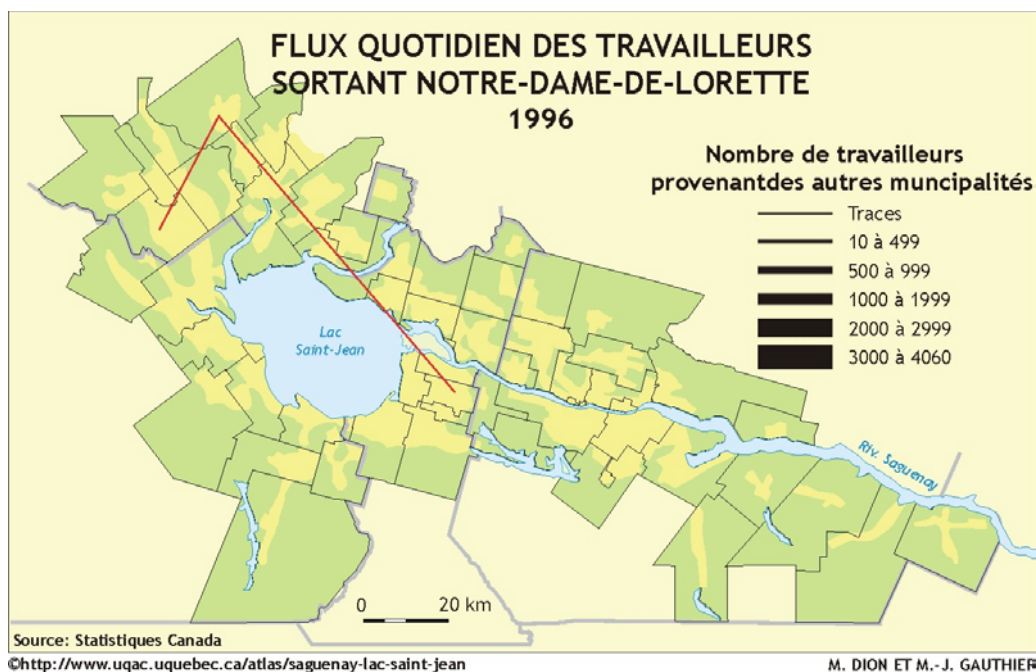 FLUX QUOTIDIEN DES TRAVAILLEURS
SORTANT NOTRE-DAME-DE-LORETTE
1996
Nombre de travailleurs
provenantdes autres muncipalités
Traces
10 à 499
500 à 999
1000 à 1999
2000 à 2999
3000 à 4060
Lac
Saint-Jean
Riv. Saguenay
0 20 km
Source: Statistiques Canada
©http://www.uqac.uquebec.ca/atlas/saguenay-lac-saint-jean
M. DION ET M.-J. GAUTHIER